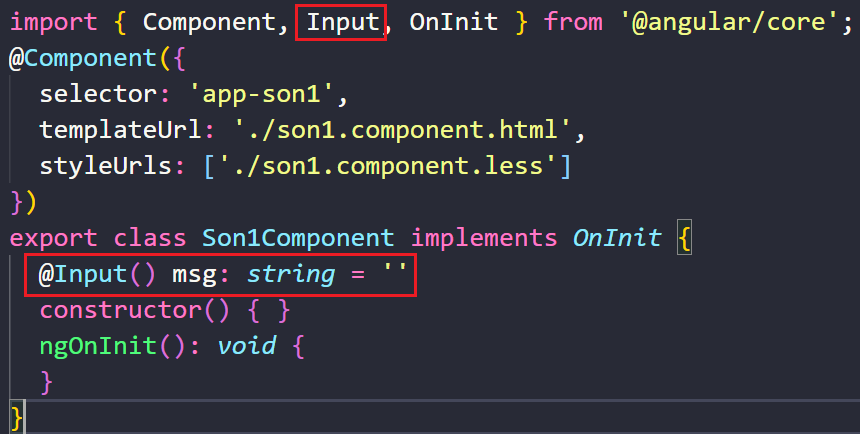 import { Component, Input, OnInit } from '@angular/core';
@Component({
  selector: 'app-son1',
  templateUrl: './son1.component.html',
  styleUrls: ['./son1.component.less']
})
export class Son1Component implements OnInit {
  @Input() msg: string = ''
  constructor() { }
  ngOnInit(): void {
  }
}